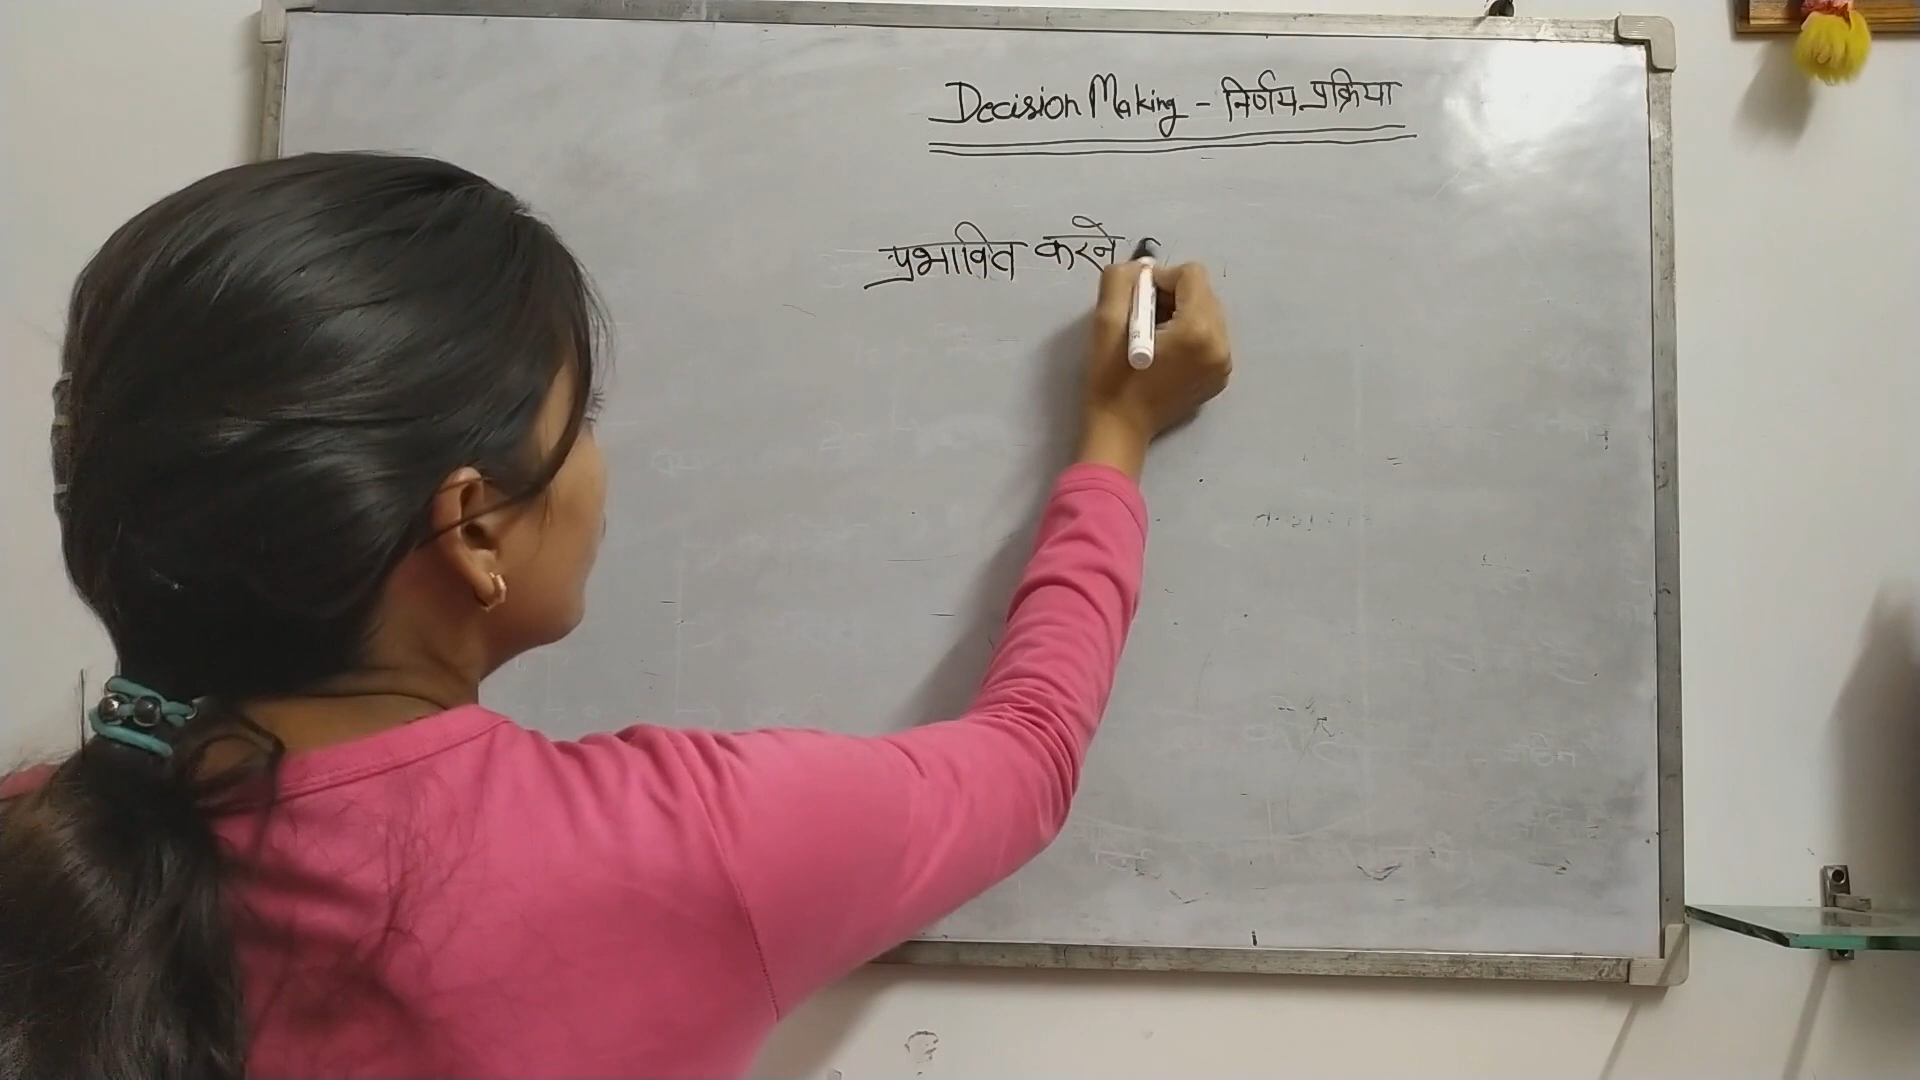 Decision Making - निर्णय प्रक्रिया
प्रभावित करने